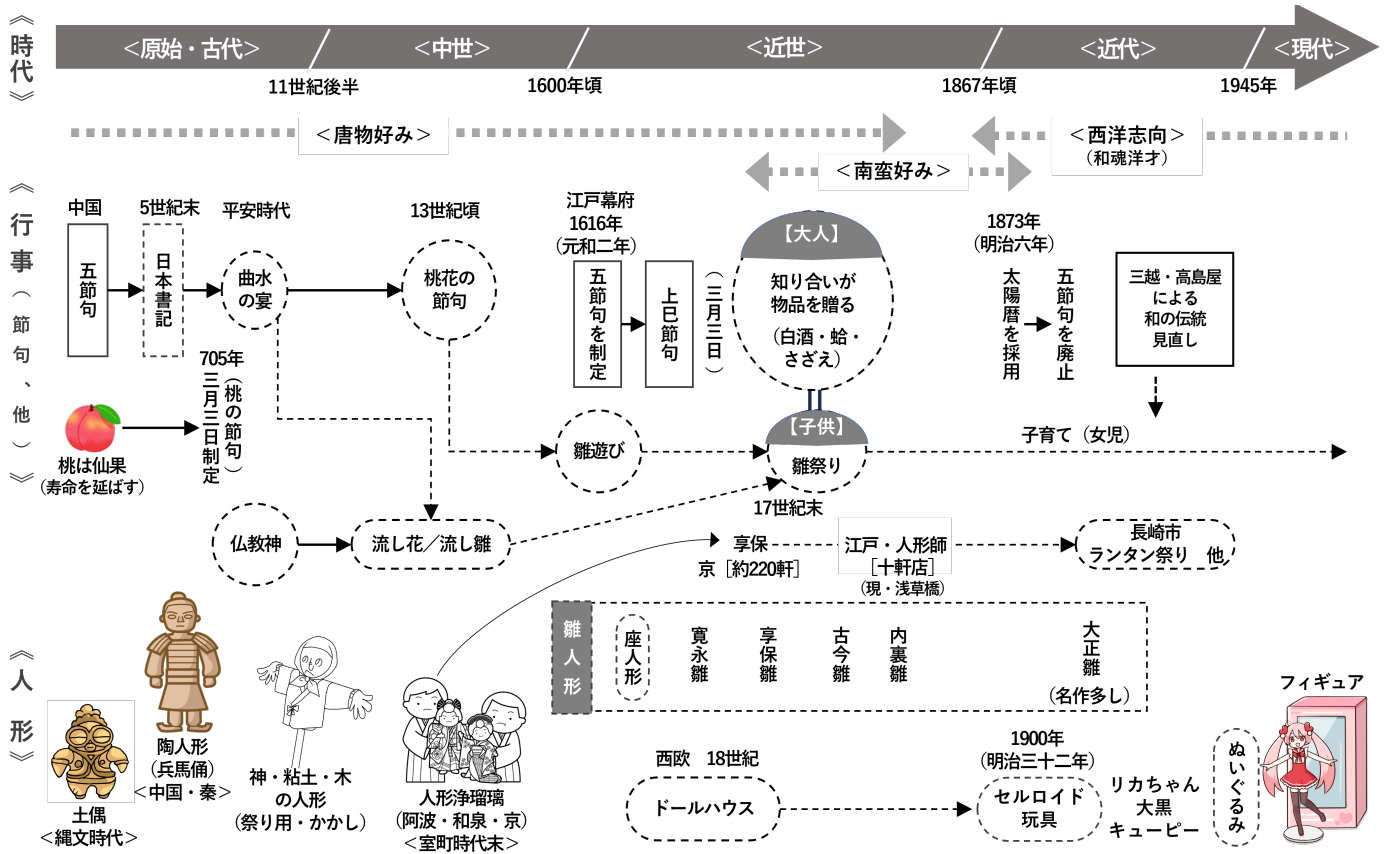 《時代》
＜原始・古代＞
＜中世＞
＜近世＞
＜近代＞
＜現代＞
11世紀後半
1600年頃
1867年頃
1945年
＜唐物好み＞
＜西洋志向＞
（和魂洋才）
＜南蛮好み＞
《行事（節句、他）》
中国
五節句
5世紀末
日本書記
平安時代
曲水
の宴
13世紀頃
桃花の
節句
江戸幕府
1616年
（元和二年）
五節句を制定
上巳節句
（三月三日）
【大人】
知り合いが
物品を贈る
（白酒・蛤・
さざえ）
1873年
（明治六年）
太陽暦を採用
五節句を廃止
三越・高島屋
による
和の伝統
見直し
705年
（桃の節句）
三月三日制定
桃は仙果
（寿命を延ばす）
雛遊び
【子供】
雛祭り
17世紀末
子育て（女児）
仏教神
流し花／流し雛
享保
京［約220軒］
江戸・人形師
［十軒店］
（現・浅草橋）
長崎市
ランタン祭り　他
《人形》
雛人形
座人形
寛永雛
享保雛
古今雛
内裏雛
大正雛
（名作多し）
土偶
＜縄文時代＞
陶人形
（兵馬俑）
＜中国・秦＞
神・粘土・木
の人形
（祭り用・かかし）
人形浄瑠璃
（阿波・和泉・京）
＜室町時代末＞
西欧　18世紀
ドールハウス
1900年
（明治三十二年）
セルロイド
玩具
リカちゃん
大黒
キューピー
ぬいぐるみ
フィギュア